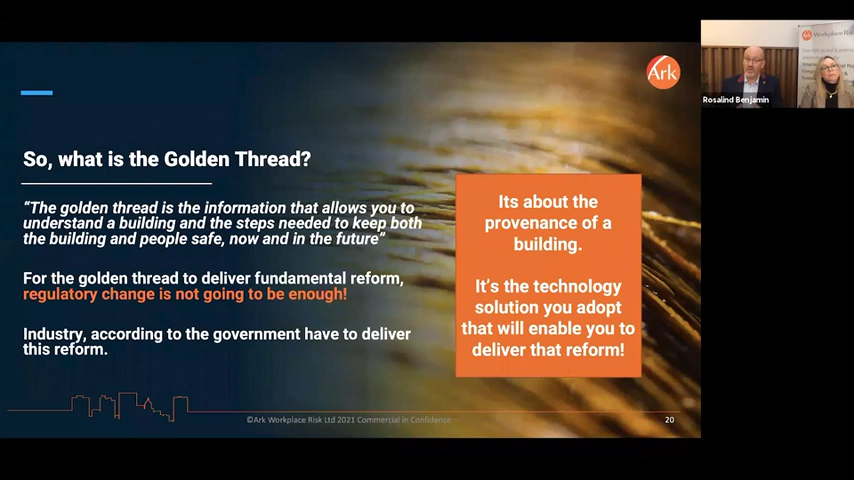 Ark
So, what is the Golden Thread?
“The golden thread is the information that allows you to
understand a building and the steps needed to keep both
the building and people safe, now and in the future”
For the golden thread to deliver fundamental reform,
regulatory change is not going to be enough!
Industry, according to the government have to deliver
this reform.
Its about the
provenance of a
building.
It’s the technology
solution you adopt
that will enable you to
deliver that reform!
©Ark Workplace Risk Ltd 2021 Commercial In Confidence
20
Ark Workplace Risk
Rosalind Benjamin